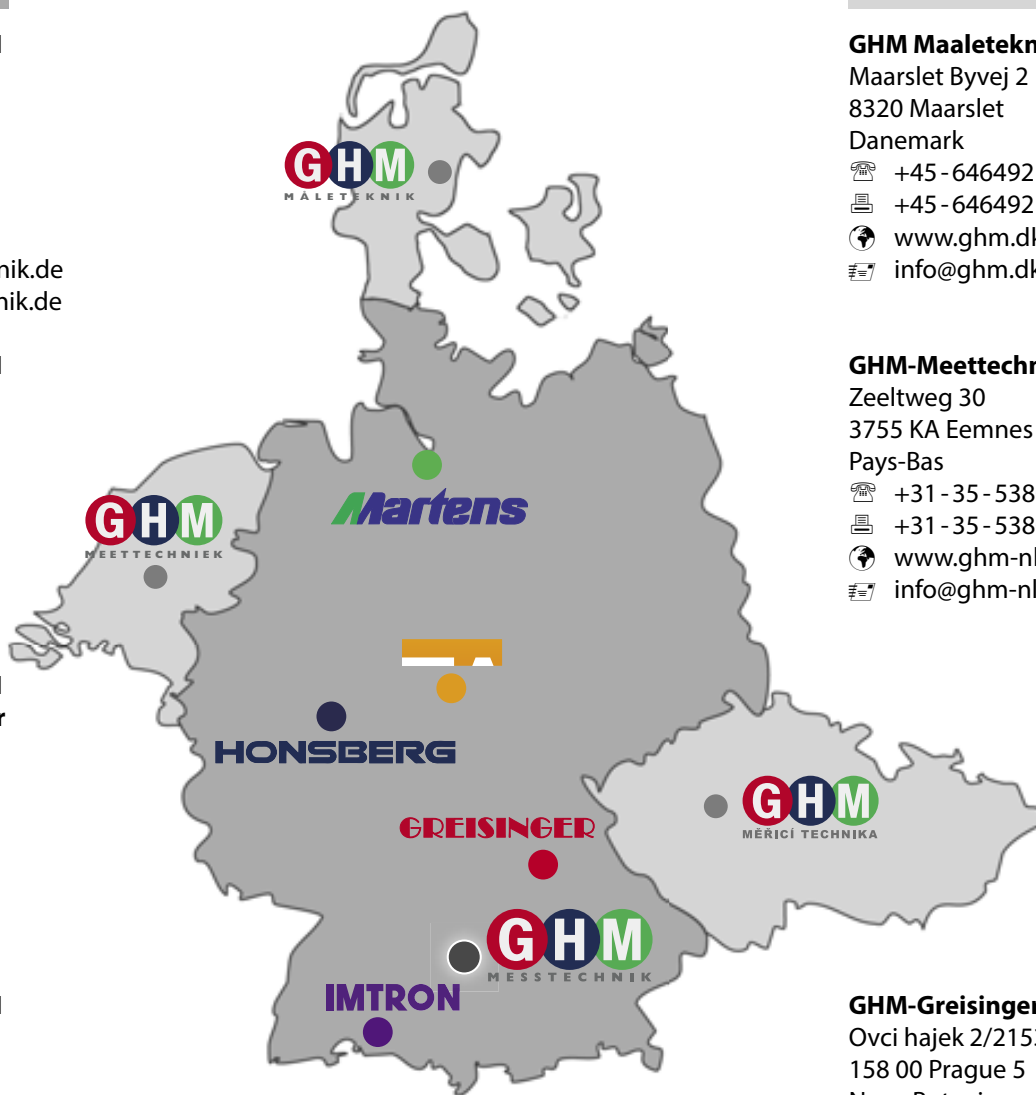 nik.de
nik.de
r
GHM
MÅLETEKNIK
Martens
GHM
MEETTECHNIEK
HONSBERG
GREISINGER
GHM
MĚŘICÍ TECHNIKA
GHM
MESSTECHNIK
IMTRON
GHM Maaletekn
Maarslet Byvej 2
8320 Maarslet
Danemark
+45-646492
+45-646492
www.ghm.dk
info@ghm.dk
GHM-Meettechn
Zeeltweg 30
3755 KA Eemnes
Pays-Bas
+31-35-538
+31-35-538
www.ghm-nl
info@ghm-nl
GHM-Greisinger
Ovci hajek 2/2153
158 00 Prague 5